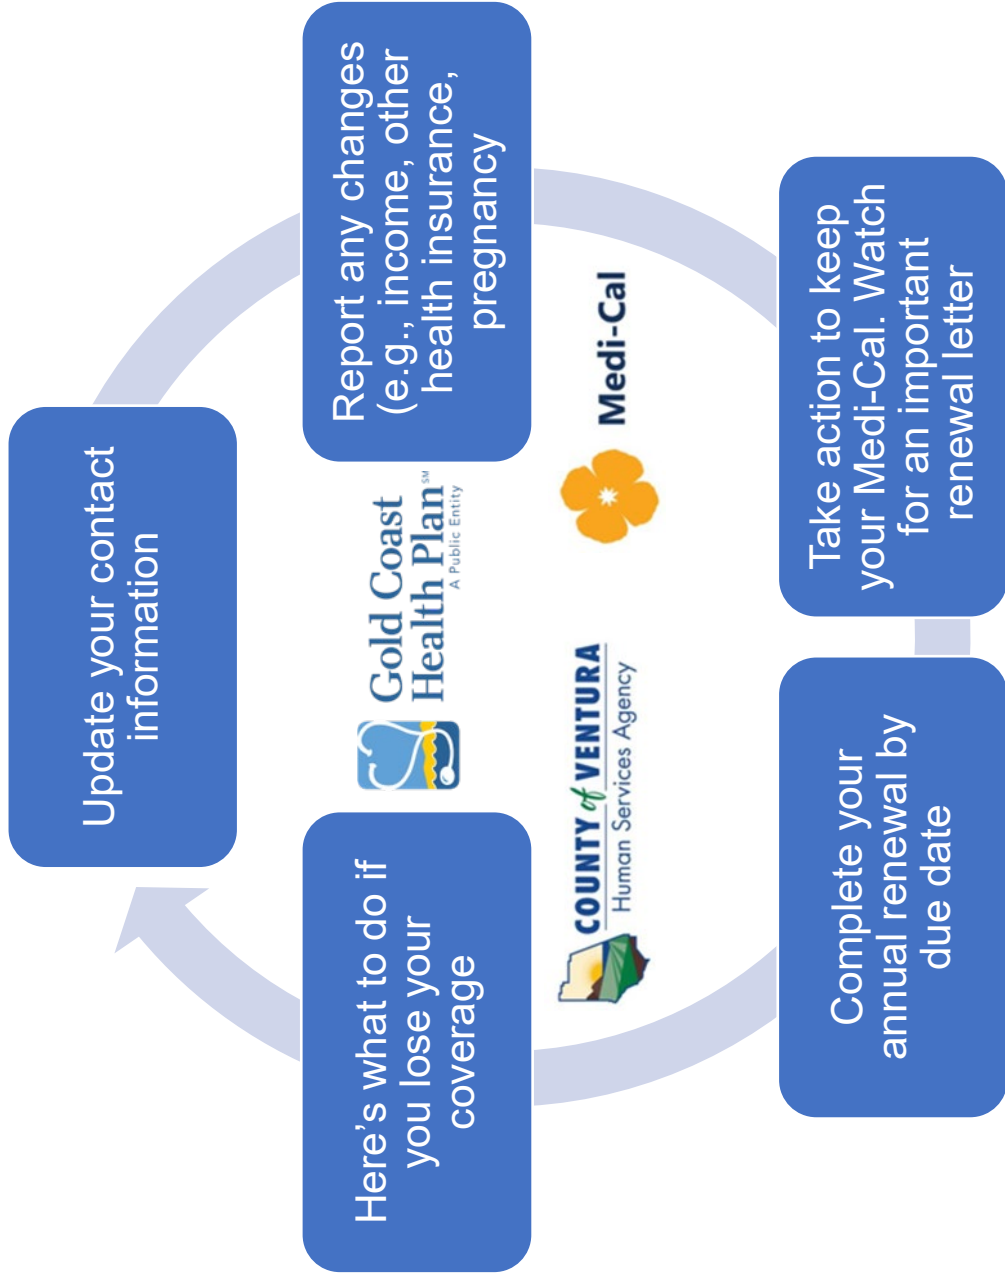 Update your contact
information
Report any changes
(e.g., income, other
health insurance,
pregnancy
Take action to keep
your Medi-Cal. Watch
for an important
renewal letter
Complete your
annual renewal by
due date
Here’s what to do if
you lose your
coverage
Gold Coast
Health Plan℠
A Public Entity
COUNTY of VENTURA
Human Services Agency
Medi-Cal